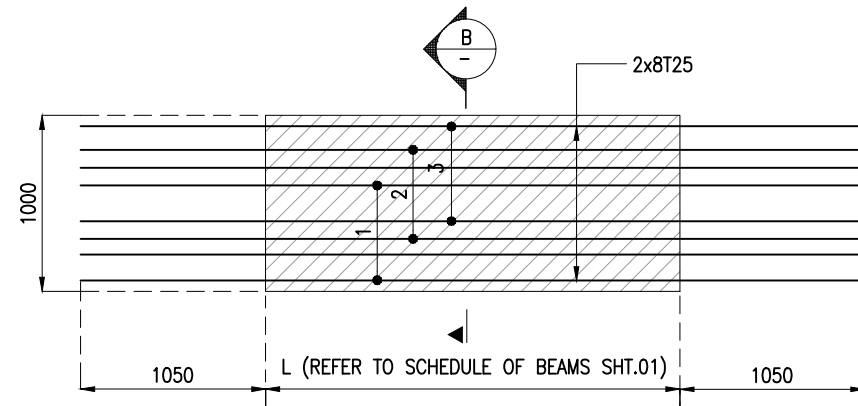 B
-
2x8T25
1000
3
2
1
L (REFER TO SCHEDULE OF BEAMS SHT.01)
1050
1050